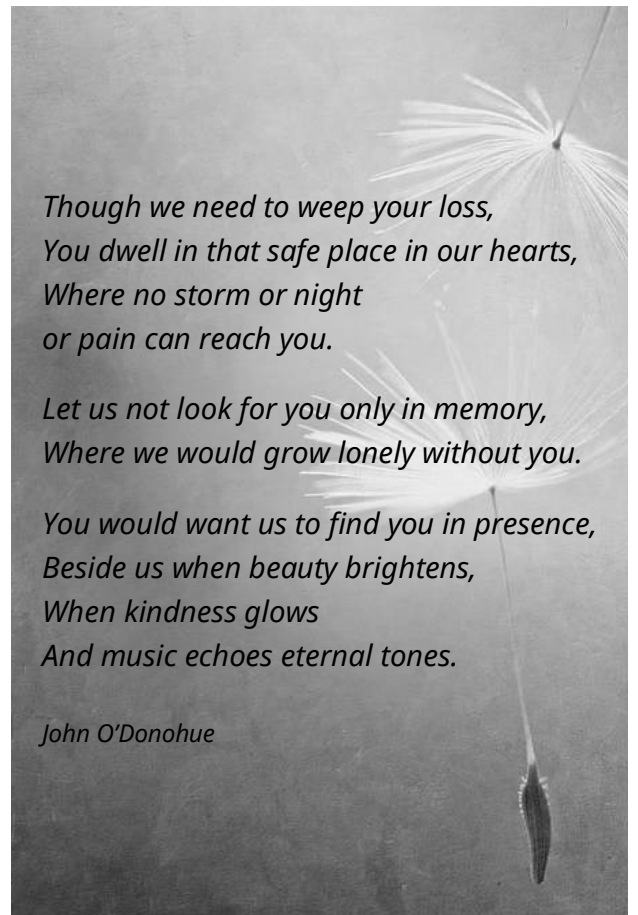 Though we need to weep your loss,
You dwell in that safe place in our hearts,
Where no storm or night
or pain can reach you.
Let us not look for you only in memory,
Where we would grow lonely without you.
You would want us to find you in presence,
Beside us when beauty brightens,
When kindness glows
And music echoes eternal tones.
John O’Donohue